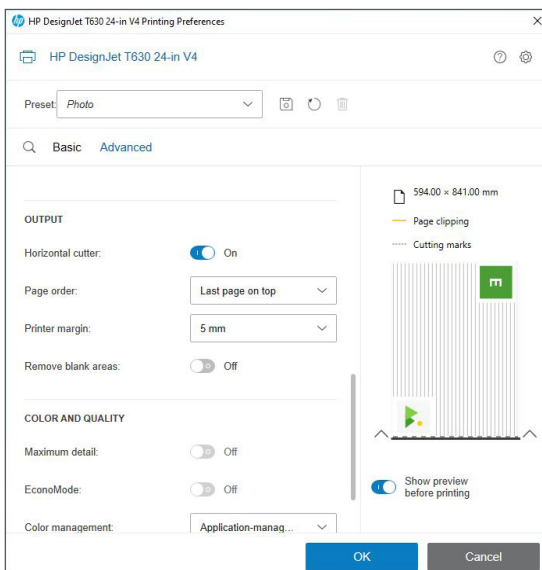 HP DesignJet T630 24-in V4 Printing Preferences
HP DesignJet T630 24-in V4
Preset: Photo
Basic Advanced
OUTPUT
Horizontal cutter: On
Page order: Last page on top
Printer margin: 5 mm
Remove blank areas: Off
COLOR AND QUALITY
Maximum detail: Off
EconoMode: Off
Color management: Application-manag...
594.00 × 841.00 mm
Page clipping
Cutting marks
Show preview
before printing
OK Cancel